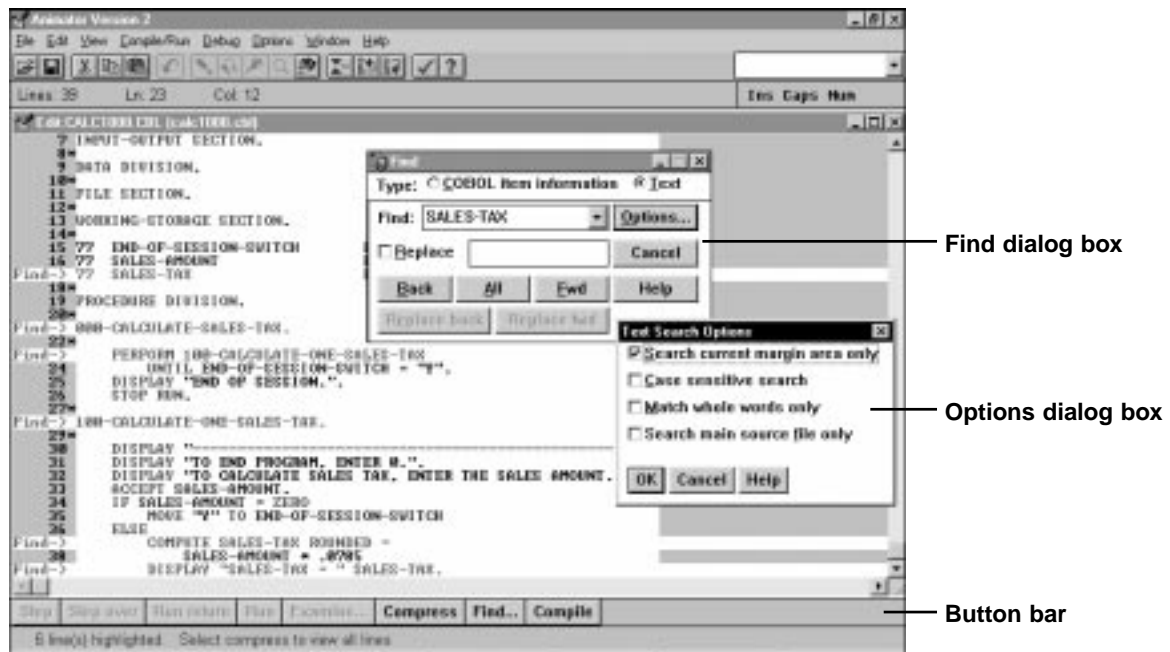 Animator Version 2
File Edit View Compile/Run Debug Options Window Help
Lines: 39 Ln: 23 Col: 12
Ins Caps Num
Edit: CALC1000.CBL (calc1000.cbl)
7 INPUT-OUTPUT SECTION.
8*
9 DATA DIVISION.
10*
11 FILE SECTION.
12*
13 WORKING-STORAGE SECTION.
14*
15 77 END-OF-SESSION-SWITCH
16 77 SALES-AMOUNT
Find-> 77 SALES-TAX
18*
19 PROCEDURE DIVISION.
20*
Find-> 000-CALCULATE-SALES-TAX.
22*
Find-> PERFORM 100-CALCULATE-ONE-SALES-TAX
24 UNTIL END-OF-SESSION-SWITCH = "Y".
25 DISPLAY "END OF SESSION.".
26 STOP RUN.
27*
Find-> 100-CALCULATE-ONE-SALES-TAX.
29*
30 DISPLAY "----------------------------------------------
31 DISPLAY "TO END PROGRAM, ENTER 0.".
32 DISPLAY "TO CALCULATE SALES TAX, ENTER THE SALES AMOUNT.
33 ACCEPT SALES-AMOUNT.
34 IF SALES-AMOUNT = ZERO
35 MOVE "Y" TO END-OF-SESSION-SWITCH
36 ELSE
Find-> COMPUTE SALES-TAX ROUNDED =
38 SALES-AMOUNT * .0785
Find-> DISPLAY "SALES-TAX = " SALES-TAX.
Find
Type: COBOL item information Text
Find: SALES-TAX Options...
Replace Cancel
Back All Fwd Help
Replace back Replace fwd
Text Search Options
Search current margin area only
Case sensitive search
Match whole words only
Search main source file only
OK Cancel Help
Step Step over Run return Run Examine... Compress Find... Compile
6 line(s) highlighted. Select compress to view all lines
Find dialog box
Options dialog box
Button bar